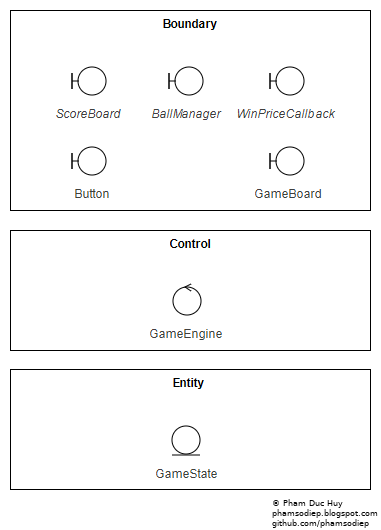 Boundary
ScoreBoard BallManager WinPriceCallback
Button GameBoard
Control
GameEngine
Entity
GameState
© Pham Duc Huy
phamsodiep.blogspot.com
github.com/phamsodiep